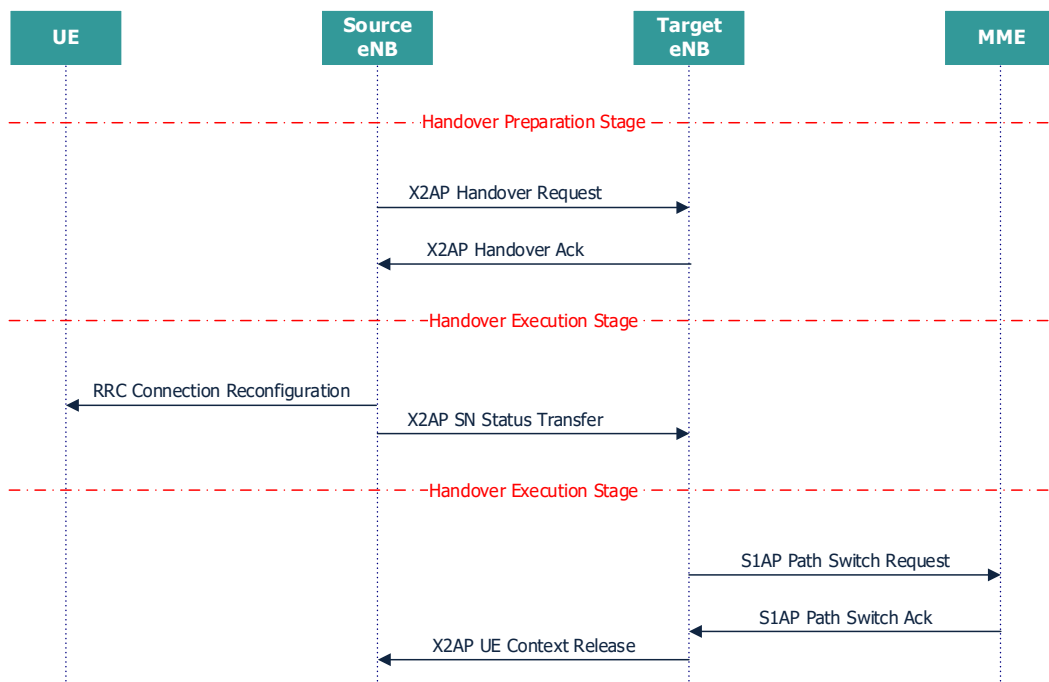 UE
Source
eNB
Target
eNB
MME
Handover Preparation Stage
X2AP Handover Request
X2AP Handover Ack
Handover Execution Stage
RRC Connection Reconfiguration
X2AP SN Status Transfer
Handover Execution Stage
S1AP Path Switch Request
S1AP Path Switch Ack
X2AP UE Context Release